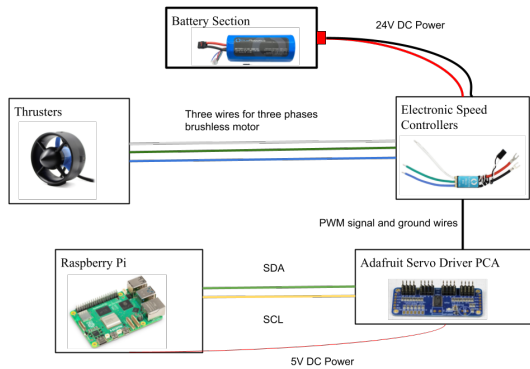 Battery Section
24V DC Power
Thrusters
Three wires for three phases
brushless motor
Electronic Speed
Controllers
PWM signal and ground wires
Raspberry Pi
SDA
SCL
Adafruit Servo Driver PCA
5V DC Power